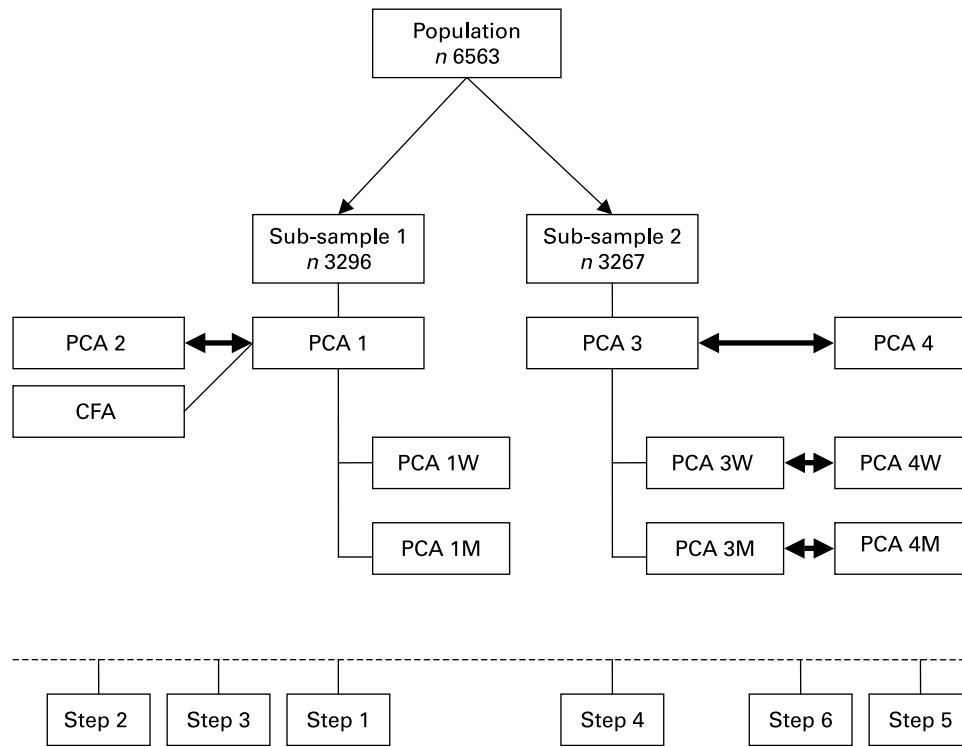 Population
n 6563
Sub-sample 1
n 3296
Sub-sample 2
n 3267
PCA 2
PCA 1
PCA 3
PCA 4
CFA
PCA 1W
PCA 3W
PCA 4W
PCA 1M
PCA 3M
PCA 4M
Step 2
Step 3
Step 1
Step 4
Step 6
Step 5